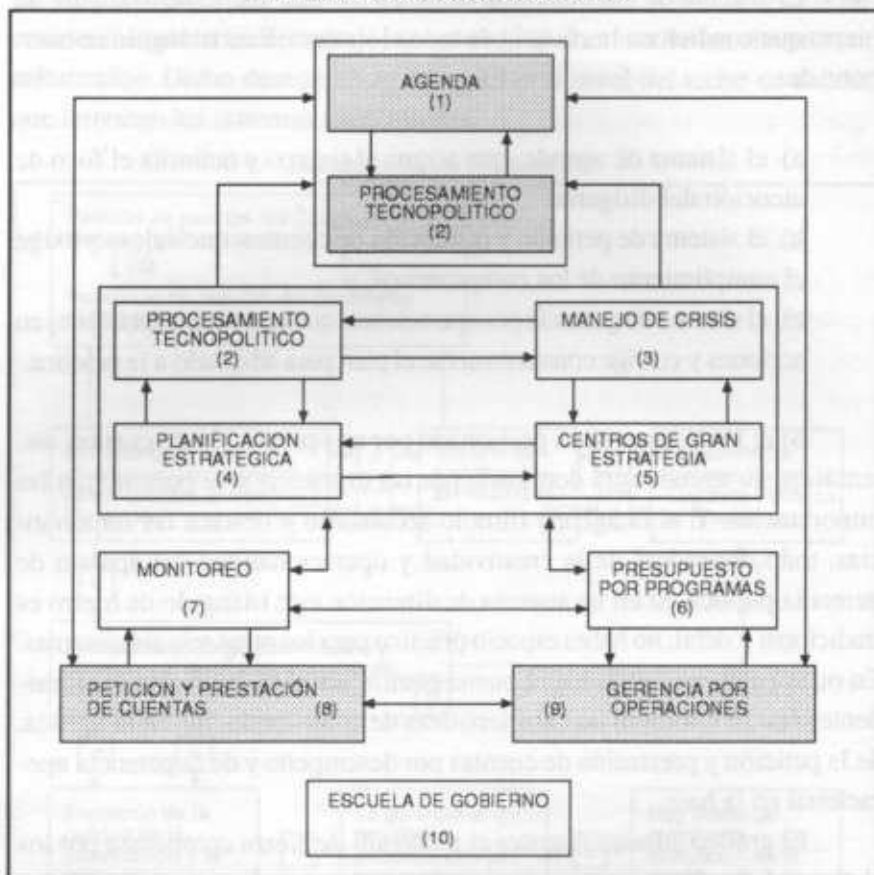 AGENDA
(1)
PROCESAMIENTO
TECNOPOLITICO
(2)
PROCESAMIENTO
TECNOPOLITICO
(2)
MANEJO DE CRISIS
(3)
PLANIFICACION
ESTRATEGICA
(4)
CENTROS DE GRAN
ESTRATEGIA
(5)
MONITOREO
(7)
PRESUPUESTO
POR PROGRAMAS
(6)
PETICION Y PRESTACIÓN
DE CUENTAS (8)
GERENCIA POR
(9) OPERACIONES
ESCUELA DE GOBIERNO
(10)